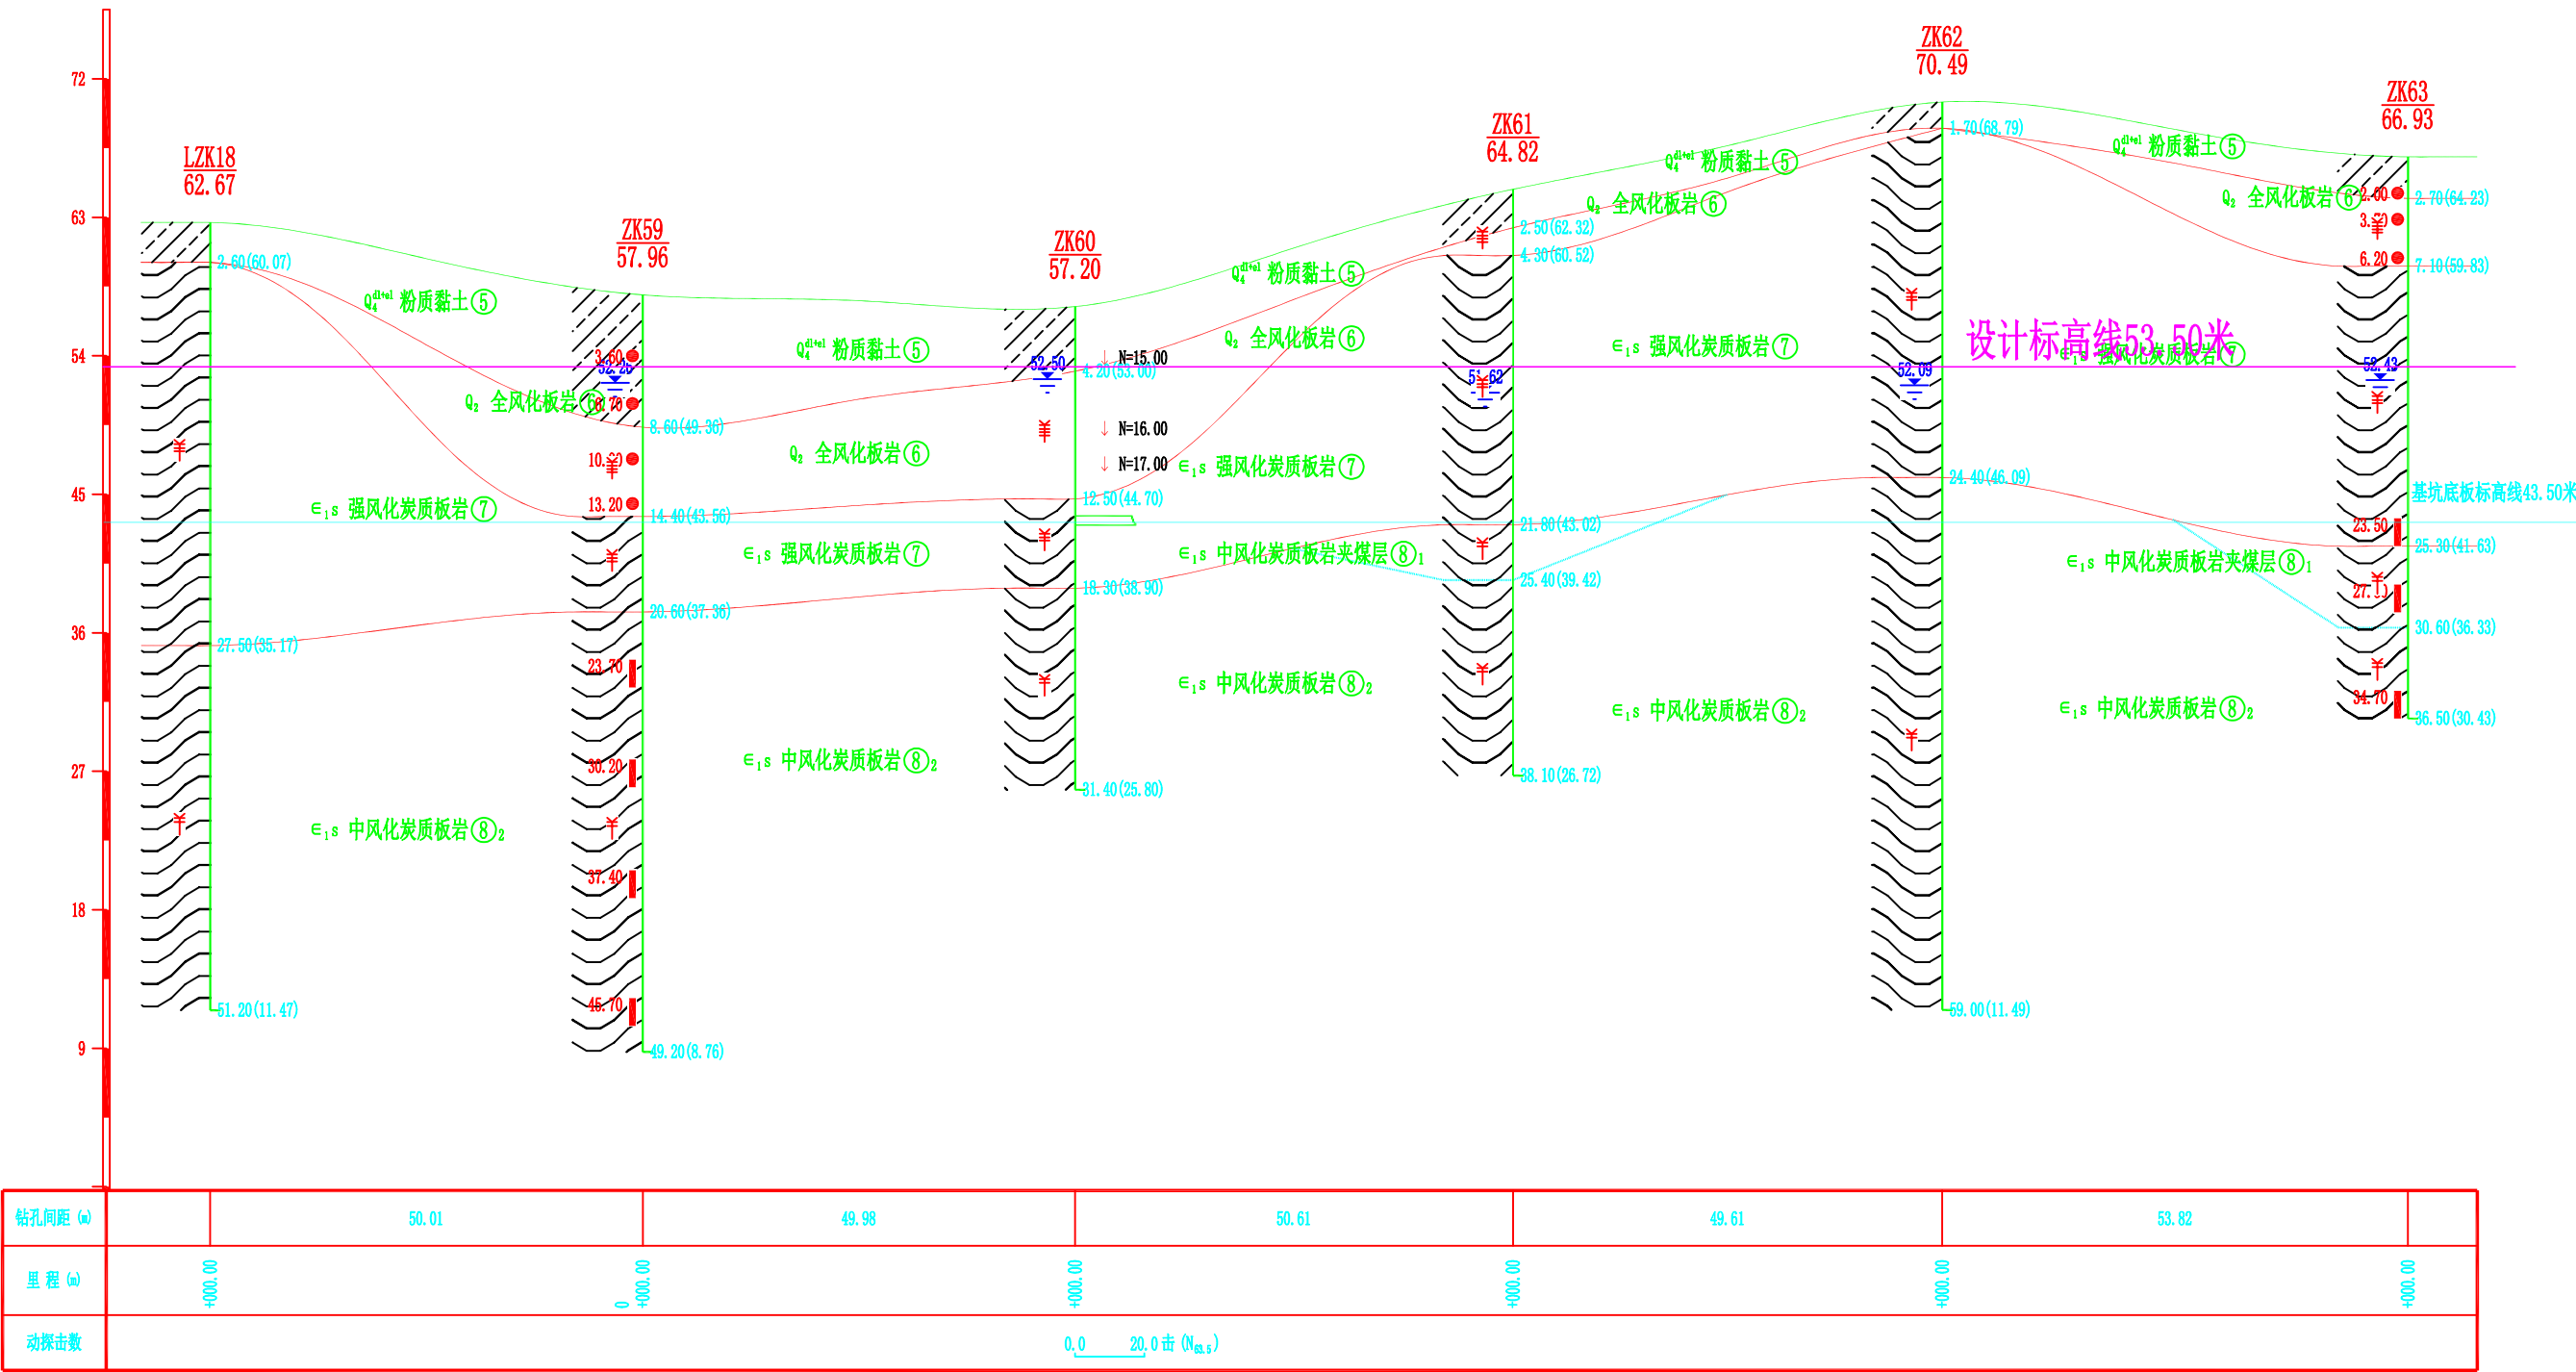 ZK62
70.49
72
ZK63
66.93
ZK61
64.82
1.70(68.79)
Q₄ᵈˡ⁺ᵉˡ 粉质黏土⑤
Q₄ᵈˡ⁺ᵉˡ 粉质黏土⑤
LZK18
62.67
2.00
2.70(64.23)
Q₂ 全风化板岩⑥
Q₂ 全风化板岩⑥
63
ZK59
57.96
ZK60
57.20
2.50(62.32)
4.30(60.52)
6.20
7.10(59.83)
2.60(60.07)
Q₄ᵈˡ⁺ᵉˡ 粉质黏土⑤
Q₄ᵈˡ⁺ᵉˡ 粉质黏土⑤
Q₂ 全风化板岩⑥
∈₁s 强风化炭质板岩⑦
设计标高线53.50米
∈₁s 强风化炭质板岩⑦
54
3.60
Q₄ᵈˡ⁺ᵉˡ 粉质黏土⑤
N=15.00
52.50
4.20(53.00)
51.62
52.09
52.43
Q₂ 全风化板岩⑥
8.60(49.36)
N=16.00
Q₂ 全风化板岩⑥
N=17.00
∈₁s 强风化炭质板岩⑦
24.40(46.09)
45
13.20
12.50(44.70)
基坑底板标高线43.50米
∈₁s 强风化炭质板岩⑦
14.40(43.56)
21.80(43.02)
23.50
25.30(41.63)
∈₁s 强风化炭质板岩⑦
∈₁s 中风化炭质板岩夹煤层⑧₁
∈₁s 中风化炭质板岩夹煤层⑧₁
18.30(38.90)
25.40(39.42)
20.60(37.36)
36
27.50(35.17)
30.60(36.33)
23.70
∈₁s 中风化炭质板岩⑧₂
∈₁s 中风化炭质板岩⑧₂
∈₁s 中风化炭质板岩⑧₂
34.70
36.50(30.43)
27
30.20
∈₁s 中风化炭质板岩⑧₂
31.40(25.80)
38.10(26.72)
∈₁s 中风化炭质板岩⑧₂
37.40
18
51.20(11.47)
45.70
59.00(11.49)
9
49.20(8.76)
钻孔间距(m) 50.01 49.98 50.61 49.61 53.82
里 程(m) +000.00 0 +000.00 +000.00 +000.00 +000.00 +000.00
动探击数 0.0 20.0击(N₆₃.₅)